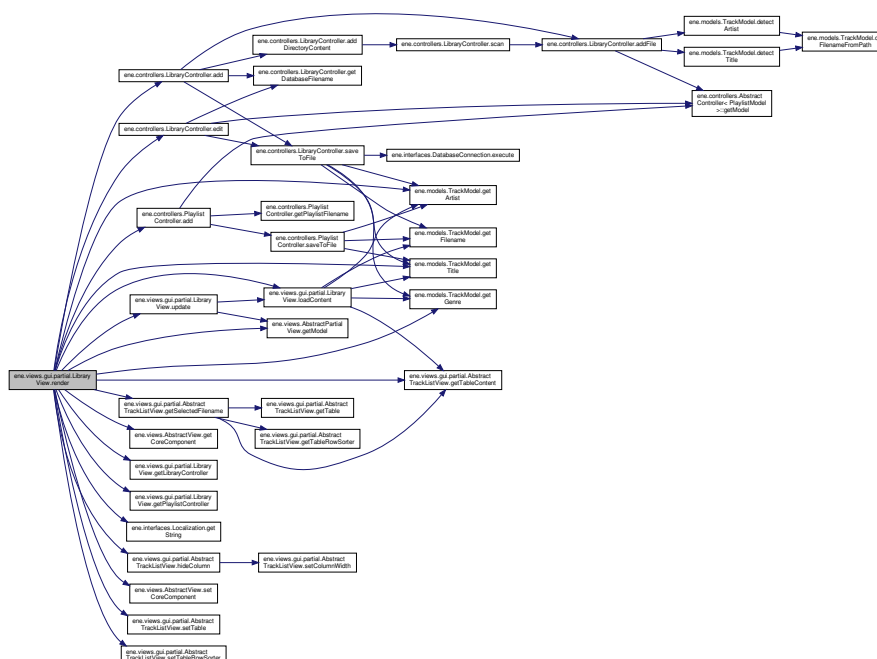 ene.models.TrackModel.detect
Artist
ene.models.TrackModel.d
FilenameFromPath
ene.controllers.LibraryController.add
DirectoryContent
ene.controllers.LibraryController.scan
ene.controllers.LibraryController.addFile
ene.models.TrackModel.detect
Title
ene.controllers.LibraryController.add
ene.controllers.LibraryController.get
DatabaseFilename
ene.controllers.Abstract
Controller< PlaylistModel
>::getModel
ene.controllers.LibraryController.edit
ene.controllers.LibraryController.save
ToFile
ene.interfaces.DatabaseConnection.execute
ene.models.TrackModel.get
Artist
ene.controllers.Playlist
Controller.add
ene.controllers.Playlist
Controller.getPlaylistFilename
ene.controllers.Playlist
Controller.saveToFile
ene.models.TrackModel.get
Filename
ene.models.TrackModel.get
Title
ene.views.gui.partial.Library
View.update
ene.views.gui.partial.Library
View.loadContent
ene.models.TrackModel.get
Genre
ene.views.AbstractPartial
View.getModel
ene.views.gui.partial.Library
View.render
ene.views.gui.partial.Abstract
TrackListView.getTableContent
ene.views.gui.partial.Abstract
TrackListView.getSelectedFilename
ene.views.gui.partial.Abstract
TrackListView.getTable
ene.views.AbstractView.get
CoreComponent
ene.views.gui.partial.Abstract
TrackListView.getTableRowSorter
ene.views.gui.partial.Library
View.getLibraryController
ene.views.gui.partial.Library
View.getPlaylistController
ene.interfaces.Localization.get
String
ene.views.gui.partial.Abstract
TrackListView.hideColumn
ene.views.gui.partial.Abstract
TrackListView.setColumnWidth
ene.views.AbstractView.set
CoreComponent
ene.views.gui.partial.Abstract
TrackListView.setTable
ene.views.gui.partial.Abstract
TrackListView.setTableRowSorter